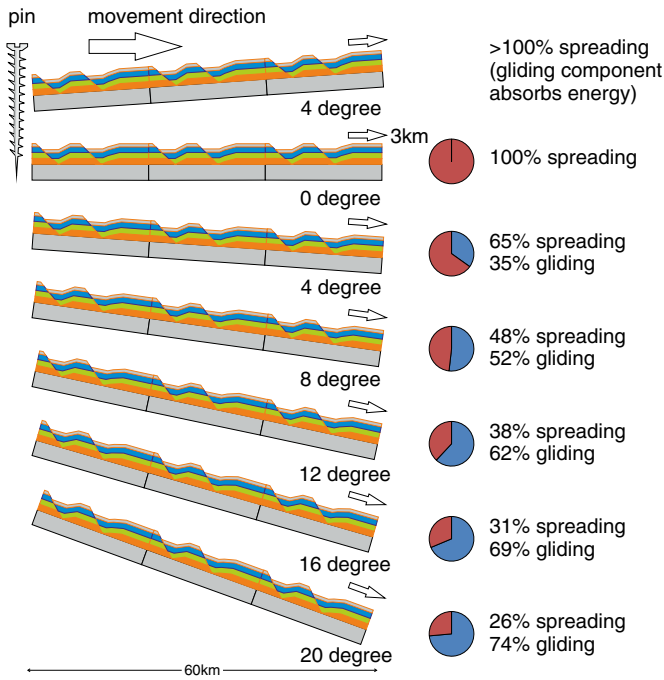 pin
movement direction
>100% spreading
(gliding component
absorbs energy)
4 degree
3km
100% spreading
0 degree
65% spreading
35% gliding
4 degree
48% spreading
52% gliding
8 degree
38% spreading
62% gliding
12 degree
31% spreading
69% gliding
16 degree
26% spreading
74% gliding
20 degree
60km